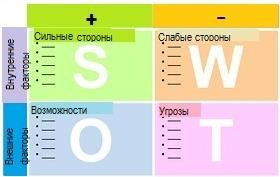 + –
Сильные стороны
Слабые стороны
Внутренние
факторы
S
W
Возможности
Угрозы
Внешние
факторы
O
T